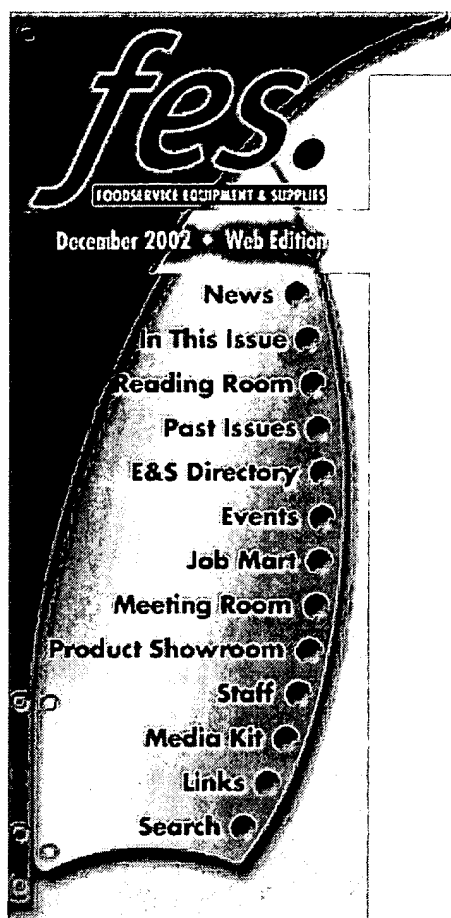 fes
FOODSERVICE EQUIPMENT & SUPPLIES
December 2002 • Web Edition
News
In This Issue
Reading Room
Past Issues
E&S Directory
Events
Job Mart
Meeting Room
Product Showroom
Staff
Media Kit
Links
Search